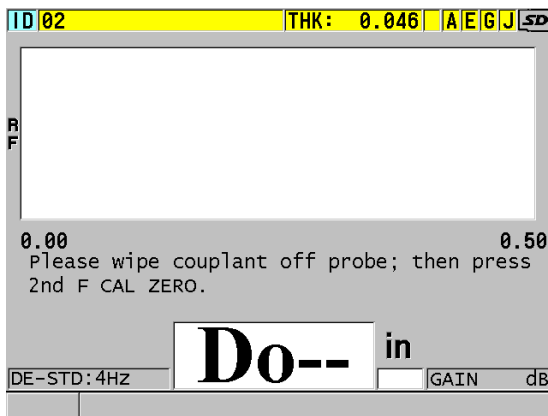 ID 02 THK: 0.046 A E G J SD
RF
0.00 0.50
Please wipe couplant off probe; then press
2nd F CAL ZERO.
Do-- in
DE-STD:4Hz GAIN dB